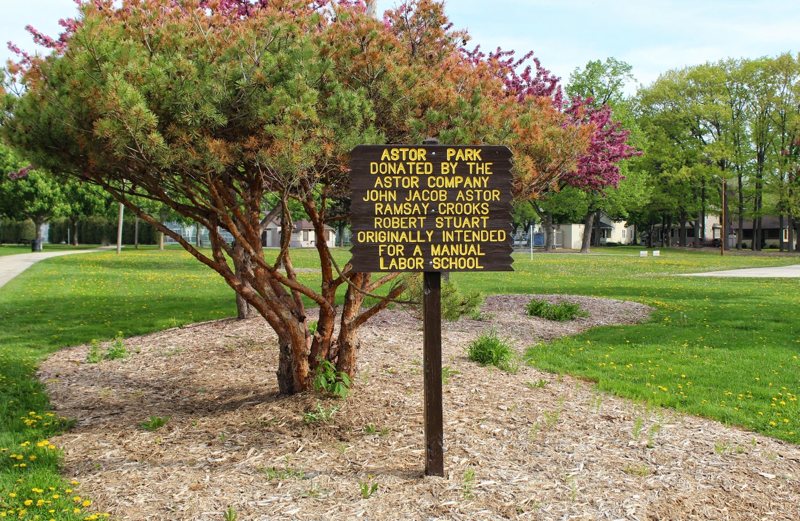 ASTOR PARK
DONATED BY THE
ASTOR COMPANY
JOHN JACOB ASTOR
RAMSAY CROOKS
ROBERT STUART
ORIGINALLY INTENDED
FOR A MANUAL
LABOR SCHOOL